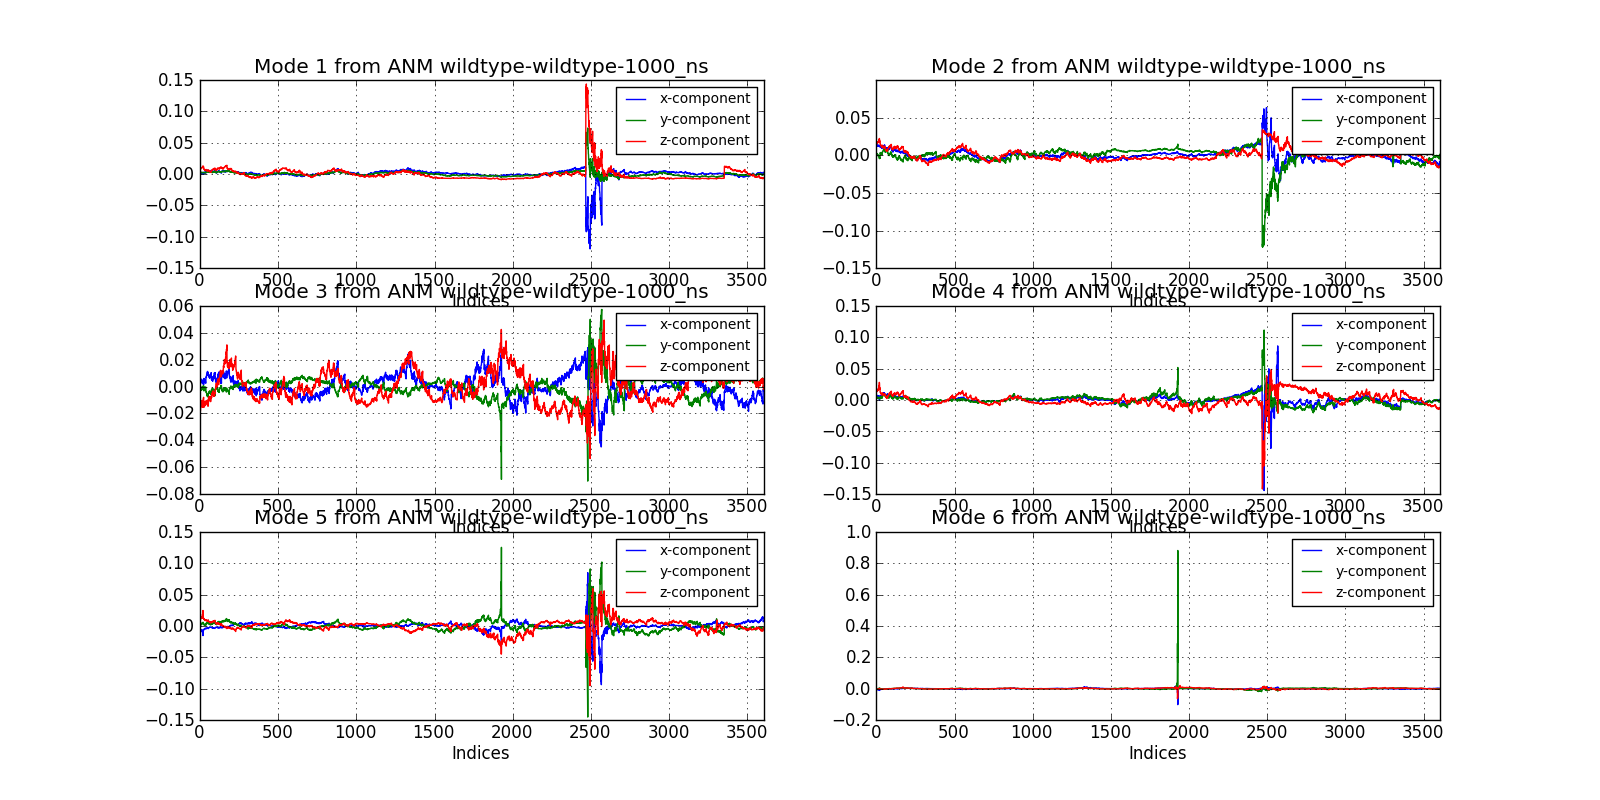 Mode 1 from ANM wildtype-wildtype-1000_ns
0.15
0.10
0.05
0.00
−0.05
−0.10
−0.15
0 500 1000 1500 2000 2500 3000 3500
Indices
x-component
y-component
z-component
Mode 2 from ANM wildtype-wildtype-1000_ns
0.05
0.00
−0.05
−0.10
−0.15
0 500 1000 1500 2000 2500 3000 3500
Indices
x-component
y-component
z-component
Mode 3 from ANM wildtype-wildtype-1000_ns
0.06
0.04
0.02
0.00
−0.02
−0.04
−0.06
−0.08
0 500 1000 1500 2000 2500 3000 3500
Indices
x-component
y-component
z-component
Mode 4 from ANM wildtype-wildtype-1000_ns
0.15
0.10
0.05
0.00
−0.05
−0.10
−0.15
0 500 1000 1500 2000 2500 3000 3500
Indices
x-component
y-component
z-component
Mode 5 from ANM wildtype-wildtype-1000_ns
0.15
0.10
0.05
0.00
−0.05
−0.10
−0.15
0 500 1000 1500 2000 2500 3000 3500
Indices
x-component
y-component
z-component
Mode 6 from ANM wildtype-wildtype-1000_ns
1.0
0.8
0.6
0.4
0.2
0.0
−0.2
0 500 1000 1500 2000 2500 3000 3500
Indices
x-component
y-component
z-component